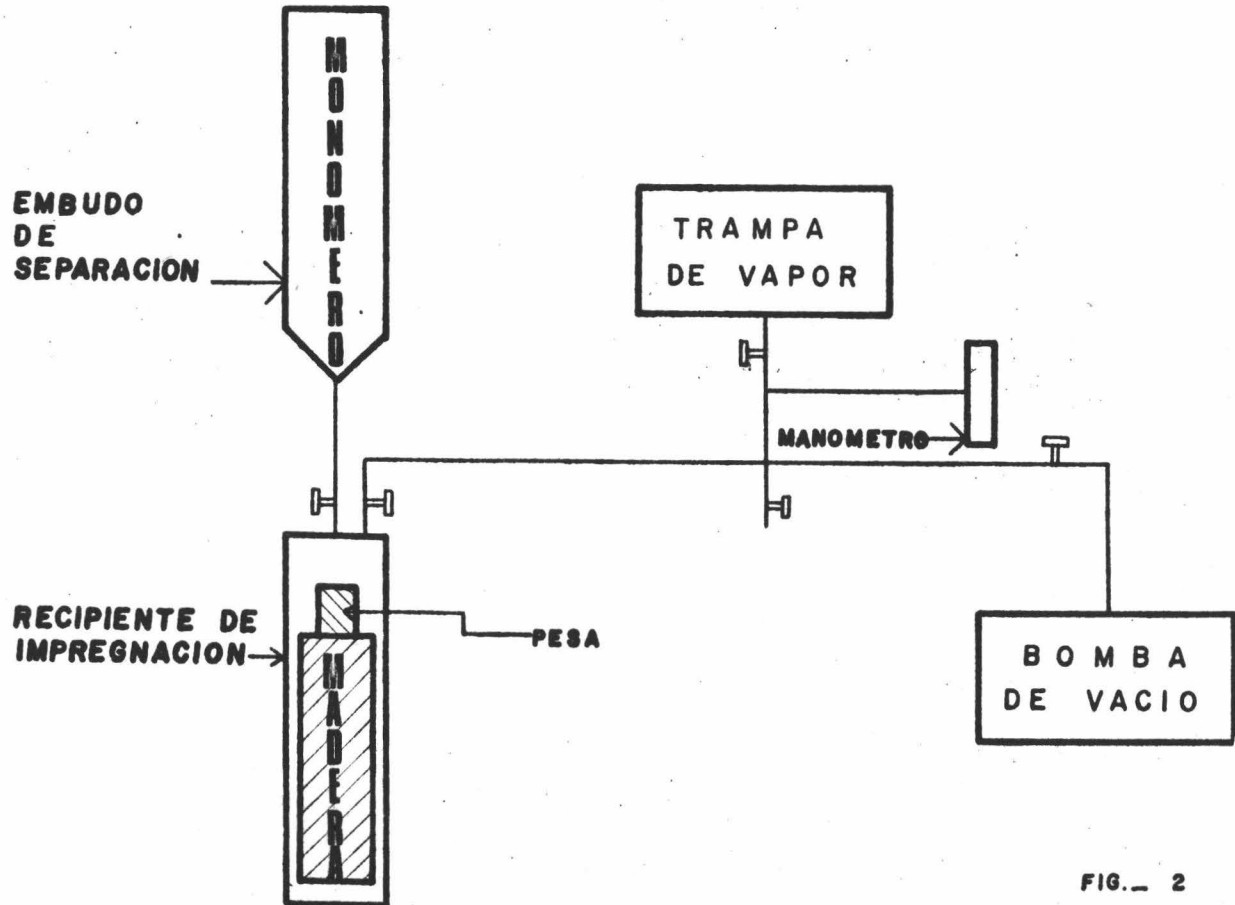 MONOMERO
EMBUDO
DE
SEPARACION
TRAMPA
DE VAPOR
MANOMETRO
RECIPIENTE DE
IMPREGNACION
PESA
MADERA
BOMBA
DE VACIO
FIG._ 2